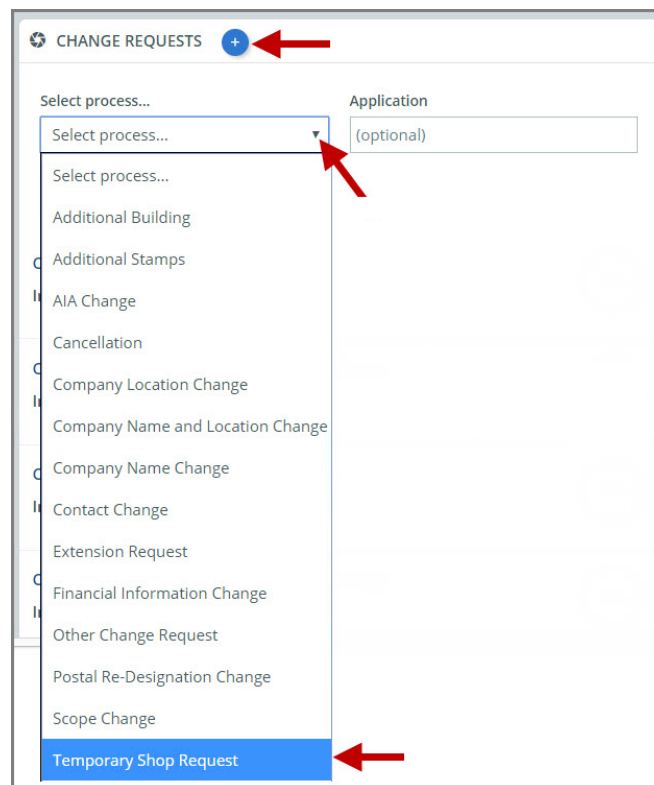 CHANGE REQUESTS +
Select process... Application
Select process... (optional)
Select process...
Additional Building
Additional Stamps
AIA Change
Cancellation
Company Location Change
Company Name and Location Change
Company Name Change
Contact Change
Extension Request
Financial Information Change
Other Change Request
Postal Re-Designation Change
Scope Change
Temporary Shop Request